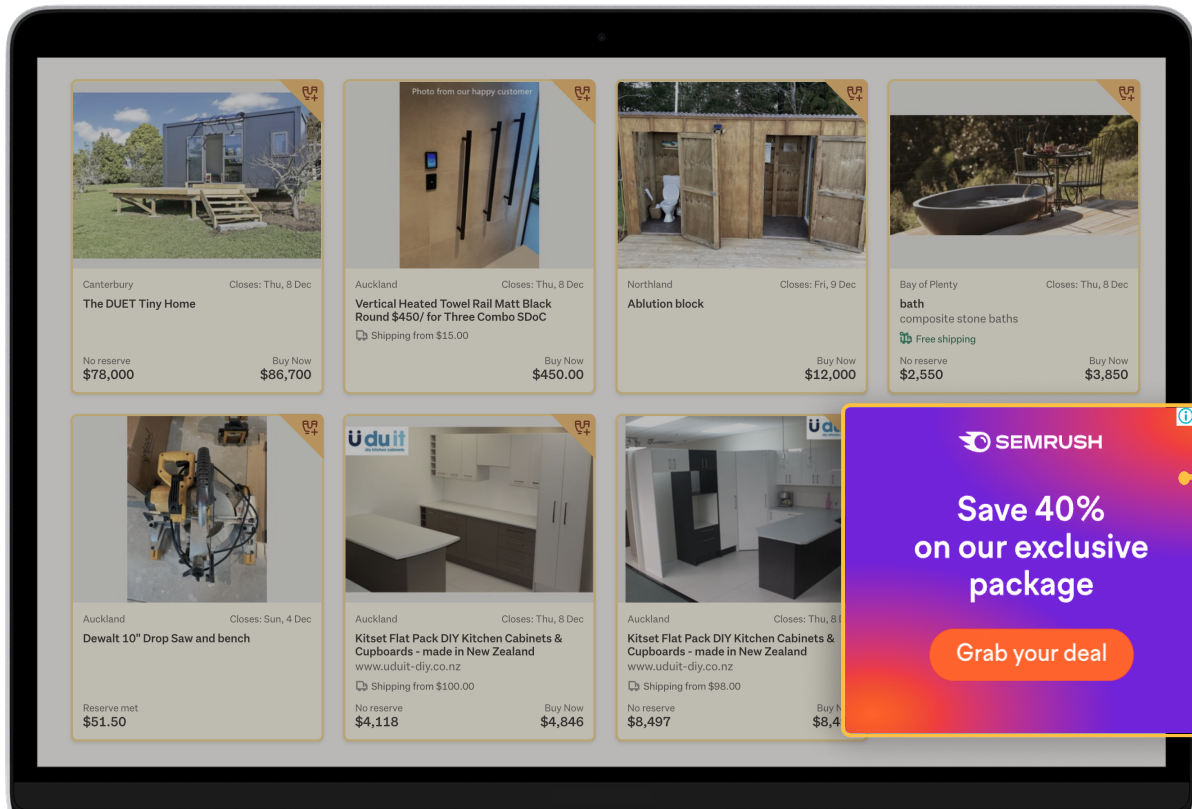 Photo from our happy customer
Canterbury Closes: Thu, 8 Dec
The DUET Tiny Home
No reserve Buy Now
$78,000 $86,700
Auckland Closes: Thu, 8 Dec
Vertical Heated Towel Rail Matt Black
Round $450/ for Three Combo SDoC
Shipping from $15.00
Buy Now
$450.00
Northland Closes: Fri, 9 Dec
Ablution block
Buy Now
$12,000
Bay of Plenty Closes: Thu, 8 Dec
bath
composite stone baths
Free shipping
No reserve Buy Now
$2,550 $3,850
Auckland Closes: Sun, 4 Dec
Dewalt 10" Drop Saw and bench
Reserve met
$51.50
Ü du it
diy kitchen cabinets
Auckland Closes: Thu, 8 Dec
Kitset Flat Pack DIY Kitchen Cabinets &
Cupboards - made in New Zealand
www.uduit-diy.co.nz
Shipping from $100.00
No reserve Buy Now
$4,118 $4,846
Auckland Closes: Thu, 8
Kitset Flat Pack DIY Kitchen Cabinets &
Cupboards - made in New Zealand
www.uduit-diy.co.nz
Shipping from $98.00
No reserve Buy
$8,497
SEMRUSH
Save 40%
on our exclusive
package
Grab your deal